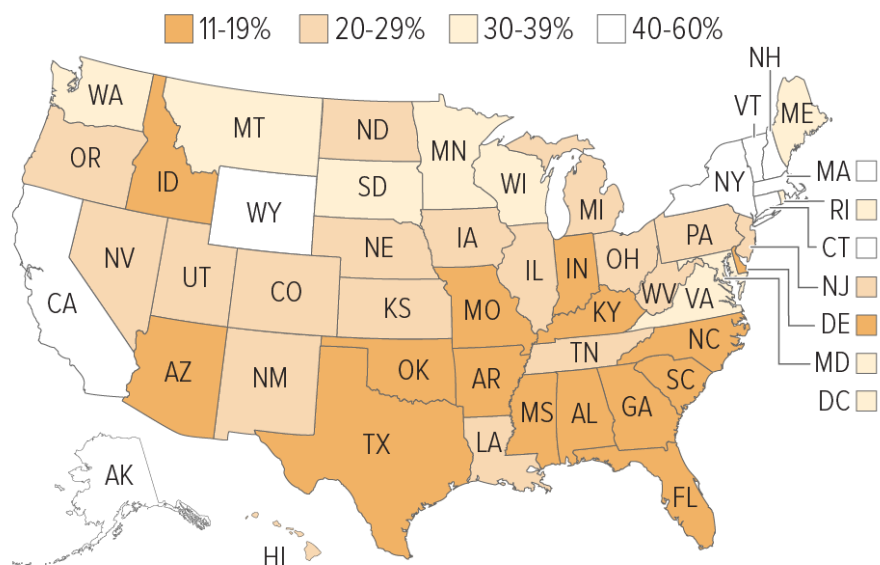 11-19% 20-29% 30-39% 40-60%
NH
VT
WA
MT
ND
MN
ME
OR
ID
SD
WI
MI
NY
MA
WY
RI
NV
UT
CO
NE
IA
IL
IN
OH
PA
CT
CA
KS
MO
KY
WV
VA
NJ
DE
AZ
NM
OK
AR
TN
NC
SC
MD
DC
TX
LA
MS
AL
GA
FL
AK
HI